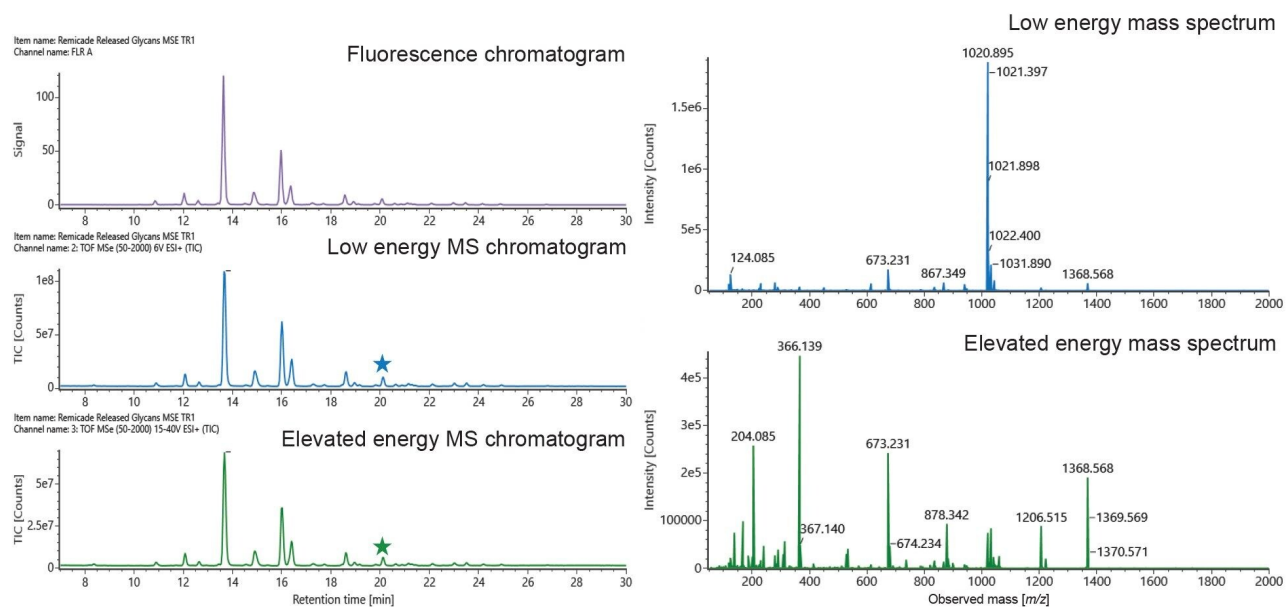 Item name: Remicade Released Glycans MSE TR1
Channel name: FLR A
Fluorescence chromatogram
Signal
100
50
0
8 10 12 14 16 18 20 22 24 26 28 30
Item name: Remicade Released Glycans MSE TR1
Channel name: 2: TOF MSe (50-2000) 6V ESI+ (TIC)
Low energy MS chromatogram
TIC [Counts]
1e8
5e7
0
8 10 12 14 16 18 20 22 24 26 28 30
Item name: Remicade Released Glycans MSE TR1
Channel name: 3: TOF MSe (50-2000) 15-40V ESI+ (TIC)
Elevated energy MS chromatogram
TIC [Counts]
5e7
2.5e7
0
8 10 12 14 16 18 20 22 24 26 28 30
Retention time [min]
Low energy mass spectrum
Intensity [Counts]
1.5e6
1e6
5e5
0
1020.895
1021.397
1021.898
1022.400
1031.890
124.085
673.231
867.349
1368.568
200 400 600 800 1000 1200 1400 1600 1800 2000
Elevated energy mass spectrum
Intensity [Counts]
4e5
3e5
2e5
100000
0
366.139
204.085
673.231
1368.568
367.140
674.234
878.342
1206.515
1369.569
1370.571
200 400 600 800 1000 1200 1400 1600 1800 2000
Observed mass [m/z]